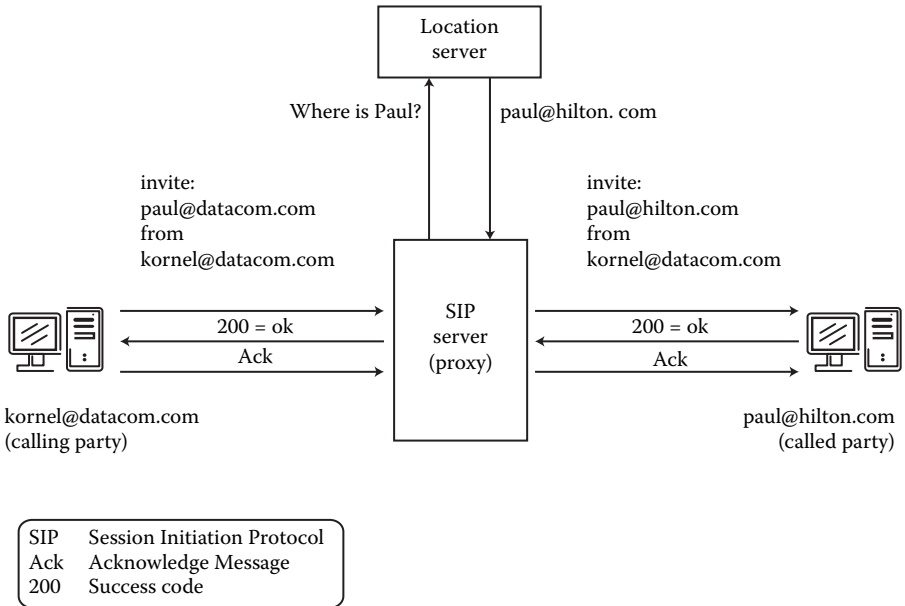 Location
server
Where is Paul?
paul@hilton. com
invite:
paul@datacom.com
from
kornel@datacom.com
invite:
paul@hilton.com
from
kornel@datacom.com
SIP
server
(proxy)
200 = ok
Ack
200 = ok
Ack
kornel@datacom.com
(calling party)
paul@hilton.com
(called party)
SIP Session Initiation Protocol
Ack Acknowledge Message
200 Success code